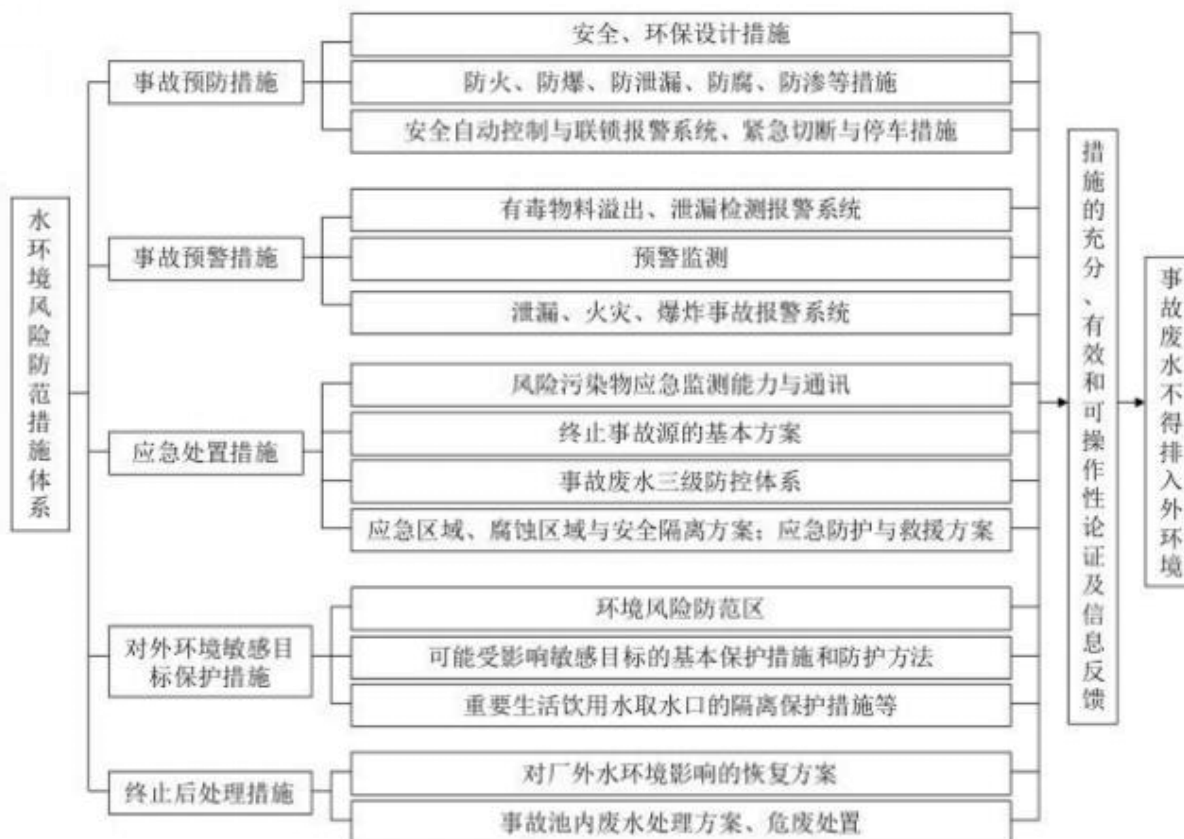 水环境风险防范措施体系
事故预防措施
安全、环保设计措施
防火、防爆、防泄漏、防腐、防渗等措施
安全自动控制与联锁报警系统、紧急切断与停车措施
事故预警措施
有毒物料溢出、泄漏检测报警系统
预警监测
泄漏、火灾、爆炸事故报警系统
应急处置措施
风险污染物应急监测能力与通讯
终止事故源的基本方案
事故废水三级防控体系
应急区域、腐蚀区域与安全隔离方案；应急防护与救援方案
对外环境敏感目
标保护措施
环境风险防范区
可能受影响敏感目标的基本保护措施和防护方法
重要生活饮用水取水口的隔离保护措施等
终止后处理措施
对厂外水环境影响的恢复方案
事故池内废水处理方案、危废处置
措施的充分、有效和可操作性论证及信息反馈
事故废水不得排入外环境